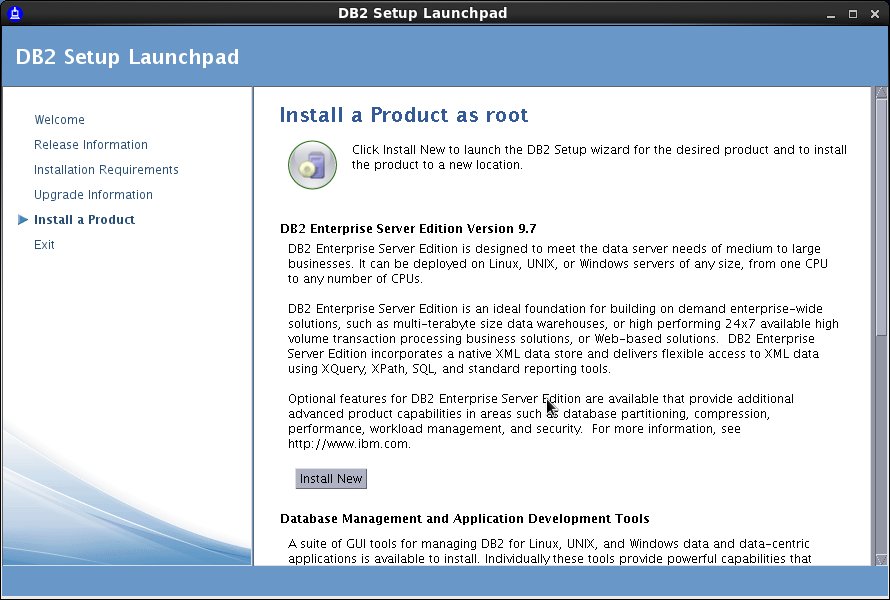 DB2 Setup Launchpad
DB2 Setup Launchpad
Welcome
Release Information
Installation Requirements
Upgrade Information
Install a Product
Exit
Install a Product as root
Click Install New to launch the DB2 Setup wizard for the desired product and to install
the product to a new location.
DB2 Enterprise Server Edition Version 9.7
DB2 Enterprise Server Edition is designed to meet the data server needs of medium to large
businesses. It can be deployed on Linux, UNIX, or Windows servers of any size, from one CPU
to any number of CPUs.
DB2 Enterprise Server Edition is an ideal foundation for building on demand enterprise-wide
solutions, such as multi-terabyte size data warehouses, or high performing 24x7 available high
volume transaction processing business solutions, or Web-based solutions.  DB2 Enterprise
Server Edition incorporates a native XML data store and delivers flexible access to XML data
using XQuery, XPath, SQL, and standard reporting tools.
Optional features for DB2 Enterprise Server Edition are available that provide additional
advanced product capabilities in areas such as database partitioning, compression,
performance, workload management, and security.  For more information, see
http://www.ibm.com.
Install New
Database Management and Application Development Tools
A suite of GUI tools for managing DB2 for Linux, UNIX, and Windows data and data-centric
applications is available to install. Individually these tools provide powerful capabilities that